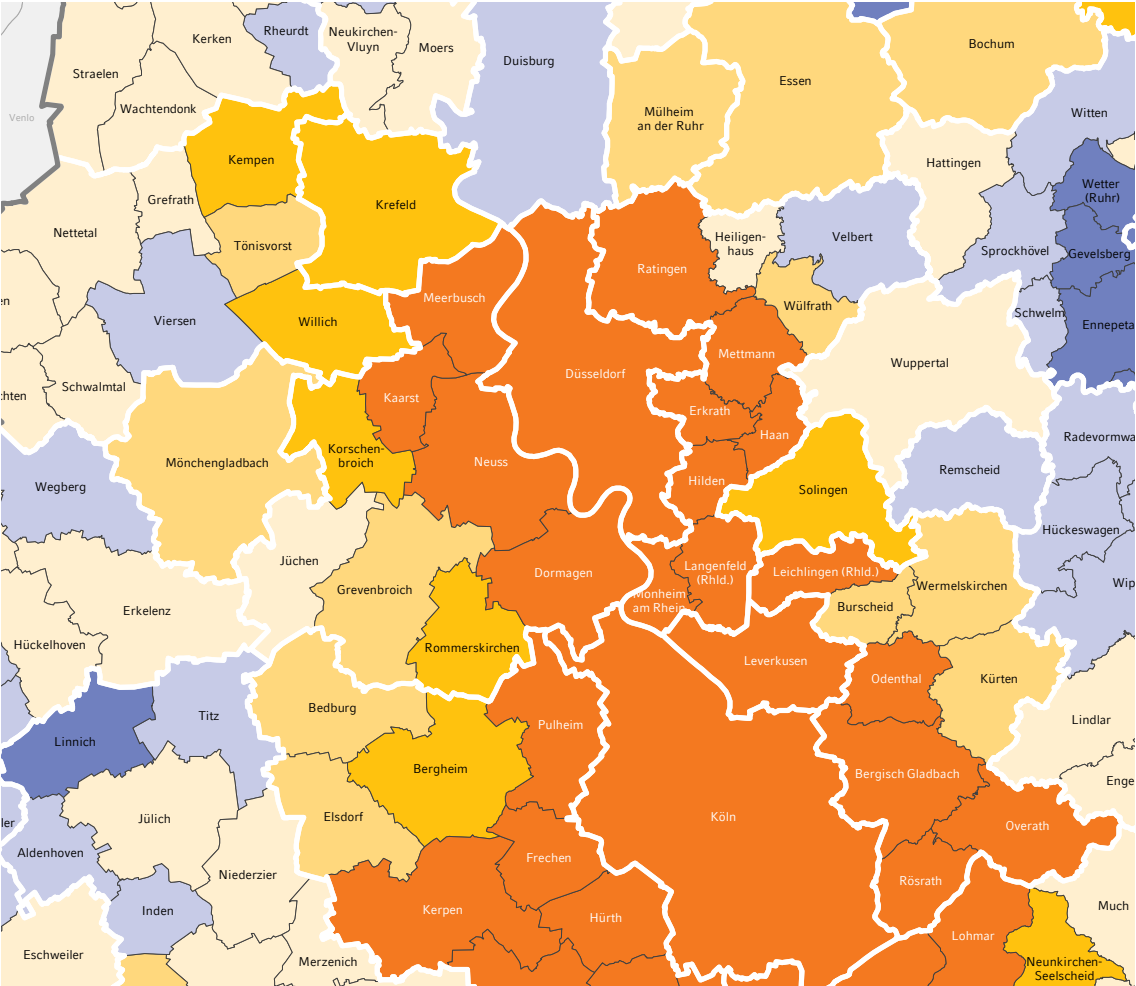 Straelen
Kerken
Rheurdt
Neukirchen-
Vluyn
Moers
Duisburg
Essen
Bochum
Venlo
Wachtendonk
Mülheim
an der Ruhr
Witten
Kempen
Hattingen
Wetter
(Ruhr)
Grefrath
Krefeld
Nettetal
Tönisvorst
Heiligen-
haus
Velbert
Sprockhövel
Gevelsberg
Ratingen
en
Meerbusch
Viersen
Willich
Wülfrath
Schwelm
Ennepeta
Mettmann
Wuppertal
Düsseldorf
Schwalmtal
chten
Kaarst
Erkrath
Haan
Radevormwa
Korschen-
broich
Mönchengladbach
Neuss
Remscheid
Wegberg
Hilden
Solingen
Hückeswagen
Jüchen
Dormagen
Langenfeld
(Rhld.)
Leichlingen (Rhld.)
Wip
Grevenbroich
Monheim
am Rhein
Wermelskirchen
Erkelenz
Burscheid
Hückelhoven
Rommerskirchen
Leverkusen
Odenthal
Kürten
Bedburg
Titz
Pulheim
Lindlar
Linnich
Bergheim
Bergisch Gladbach
Enge
Jülich
Elsdorf
Köln
ler
Overath
Aldenhoven
Frechen
Niederzier
Rösrath
Inden
Kerpen
Hürth
Much
Eschweiler
Merzenich
Lohmar
Neunkirchen-
Seelscheid